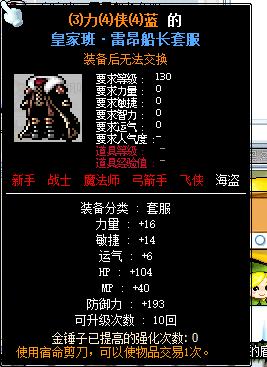 (3)力(4)侠(4)蓝 的
皇家班·雷昂船长套服
装备后无法交换
要求等级： 130
要求力量： 0
要求敏捷： 0
要求智力： 0
要求运气： 0
要求人气度： -
道具等级： -
道具经验值： -
新手 战士 魔法师 弓箭手 飞侠 海盗
装备分类 : 套服
力量 : +16
敏捷 : +14
运气 : +6
HP : +104
MP : +40
防御力 : +193
可升级次数 : 10回
金锤子已提高的强化次数: 0
使用宿命剪刀，可以使物品交易1次。